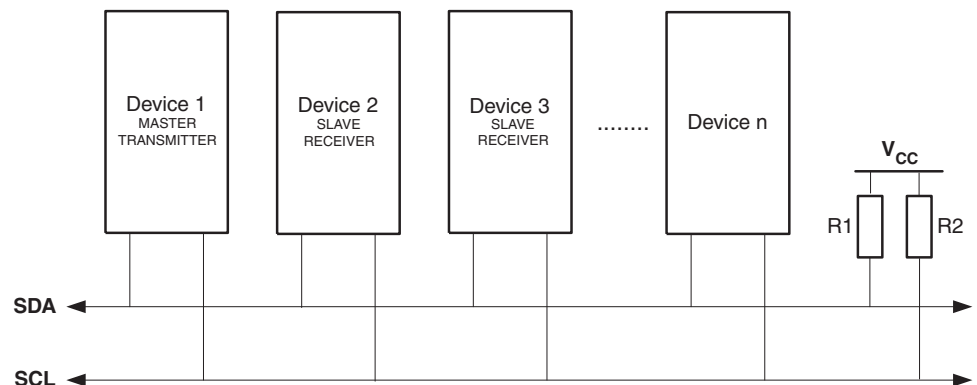 Device 1
MASTER
TRANSMITTER
Device 2
SLAVE
RECEIVER
Device 3
SLAVE
RECEIVER
........
Device n
VCC
R1
R2
SDA
SCL